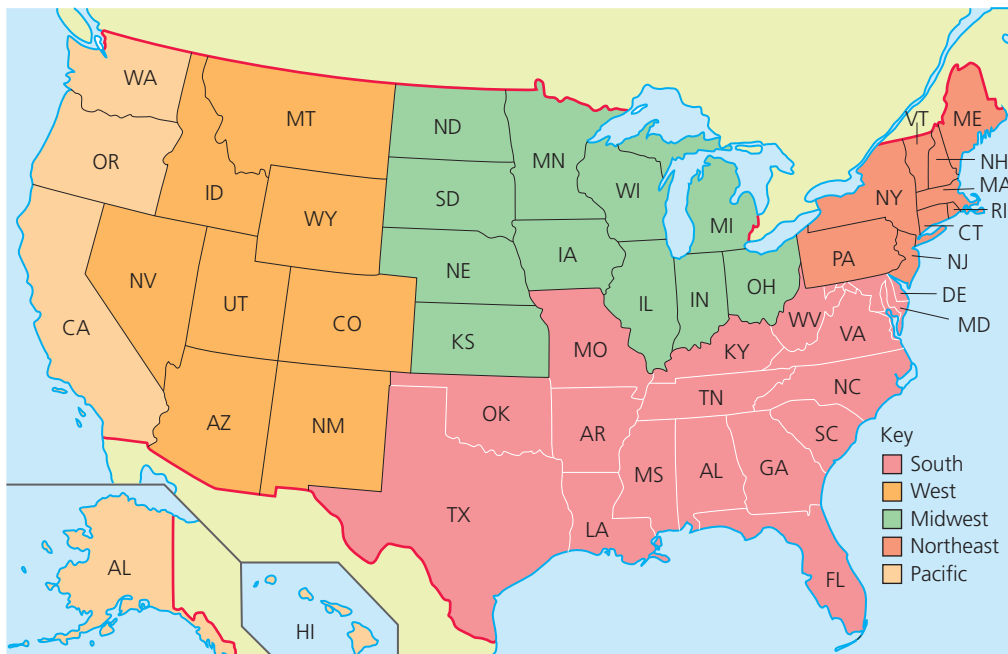 WA
MT
ND
VT
ME
MN
OR
NH
ID
SD
WI
MA
WY
NY
RI
MI
CT
IA
PA
NJ
NE
NV
OH
UT
IL
IN
DE
CO
WV
MD
CA
KS
VA
MO
KY
NC
TN
OK
AZ
NM
AR
SC
MS
AL
GA
TX
LA
FL
AL
HI
Key
South
West
Midwest
Northeast
Pacific